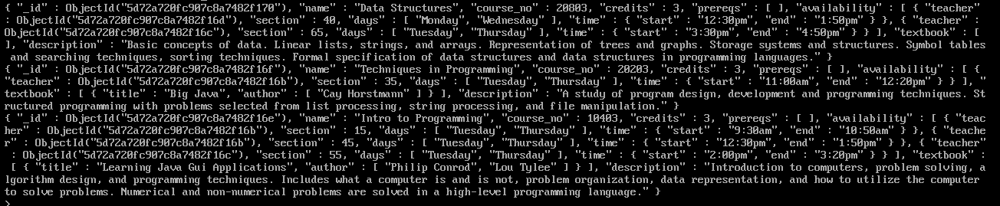 { "_id" : ObjectId("5d72a720fc907c8a7482f170"), "name" : "Data Structures", "course_no" : 20803, "credits" : 3, "prereqs" : [ ], "availability" : [ { "teacher"
: ObjectId("5d72a720fc907c8a7482f16d"), "section" : 40, "days" : [ "Monday", "Wednesday" ], "time" : { "start" : "12:30pm", "end" : "1:50pm" } }, { "teacher" :
ObjectId("5d72a720fc907c8a7482f16c"), "section" : 65, "days" : [ "Tuesday", "Thursday" ], "time" : { "start" : "3:30pm", "end" : "4:50pm" } } ], "textbook" : [
], "description" : "Basic concepts of data. Linear lists, strings, and arrays. Representation of trees and graphs. Storage systems and structures. Symbol tables
and searching techniques, sorting techniques. Formal specification of data structures and data structures in programming languages." }
{ "_id" : ObjectId("5d72a720fc907c8a7482f16f"), "name" : "Techniques in Programming", "course_no" : 20203, "credits" : 3, "prereqs" : [ ], "availability" : [ {
"teacher" : ObjectId("5d72a720fc907c8a7482f16b"), "section" : 35, "days" : [ "Tuesday", "Thursday" ], "time" : { "start" : "11:00am", "end" : "12:20pm" } } ], "
textbook" : [ { "title" : "Big Java", "author" : [ "Cay Horstmann" ] } ], "description" : "A study of program design, development and programming techniques. St
ructured programming with problems selected from list processing, string processing, and file manipulation." }
{ "_id" : ObjectId("5d72a720fc907c8a7482f16e"), "name" : "Intro to Programming", "course_no" : 10403, "credits" : 3, "prereqs" : [ ], "availability" : [ { "teac
her" : ObjectId("5d72a720fc907c8a7482f16b"), "section" : 15, "days" : [ "Tuesday", "Thursday" ], "time" : { "start" : "9:30am", "end" : "10:50am" } }, { "teache
r" : ObjectId("5d72a720fc907c8a7482f16b"), "section" : 45, "days" : [ "Tuesday", "Thursday" ], "time" : { "start" : "12:30pm", "end" : "1:50pm" } }, { "teacher"
: ObjectId("5d72a720fc907c8a7482f16c"), "section" : 55, "days" : [ "Tuesday", "Thursday" ], "time" : { "start" : "2:00pm", "end" : "3:20pm" } } ], "textbook" :
[ { "title" : "Learning Java Gui Applications", "author" : [ "Philip Conrod", "Lou Tylee" ] } ], "description" : "Introduction to computers, problem solving, a
lgorithm design, and programming techniques. Includes what a computer is and is not, problem organization, data representation, and how to utilize the computer
to solve problems. Numerical and non-numerical problems are solved in a high-level programming language." }
>